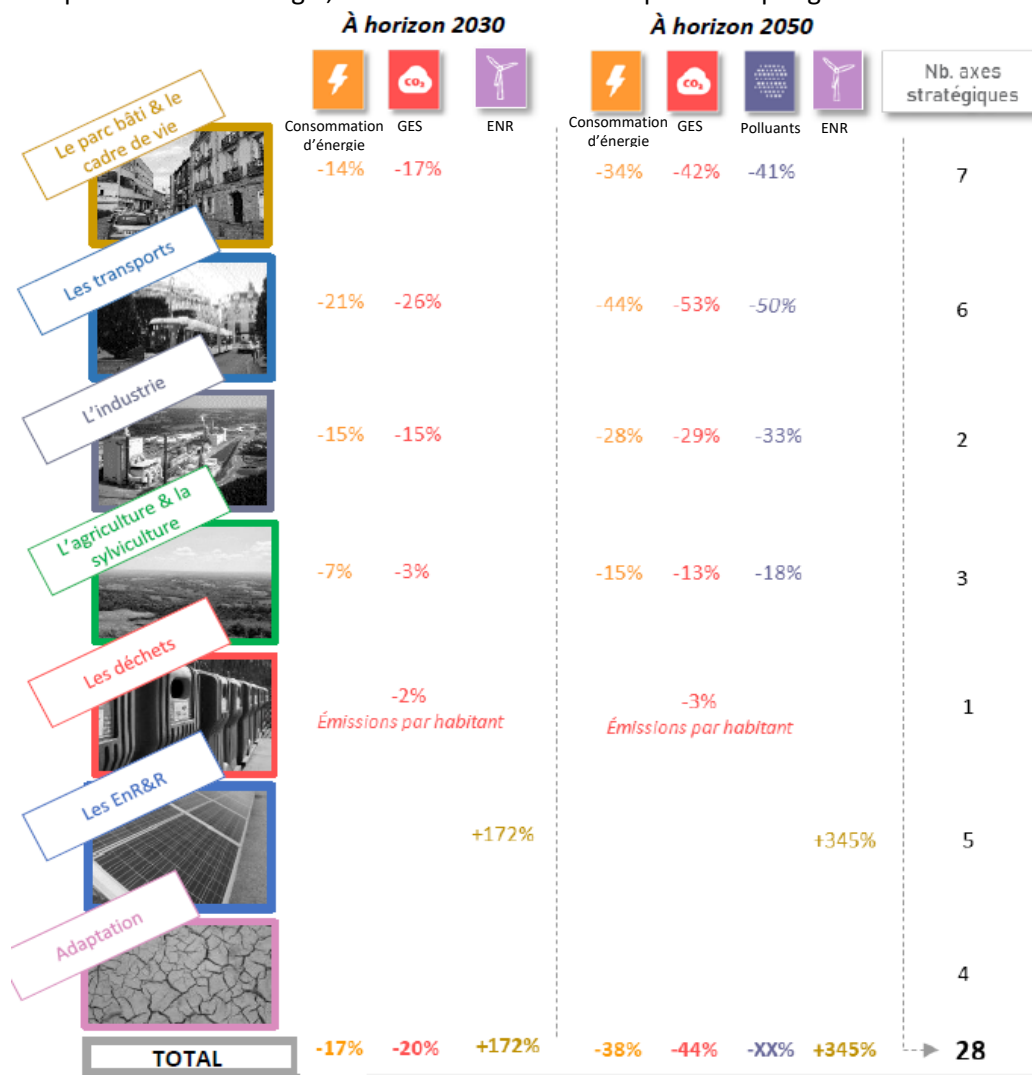 À horizon 2030
À horizon 2050
CO₂
CO₂
Nb. axes
stratégiques
Consommation
d'énergie
GES
ENR
Consommation
d'énergie
GES
Polluants
ENR
Le parc bâti & le
cadre de vie
-14%
-17%
-34%
-42%
-41%
7
Les transports
-21%
-26%
-44%
-53%
-50%
6
L'industrie
-15%
-15%
-28%
-29%
-33%
2
L'agriculture & la
sylviculture
-7%
-3%
-15%
-13%
-18%
3
Les déchets
-2%
Émissions par habitant
-3%
Émissions par habitant
1
Les EnR&R
+172%
+345%
5
Adaptation
4
TOTAL
-17%
-20%
+172%
-38%
-44%
-XX%
+345%
28